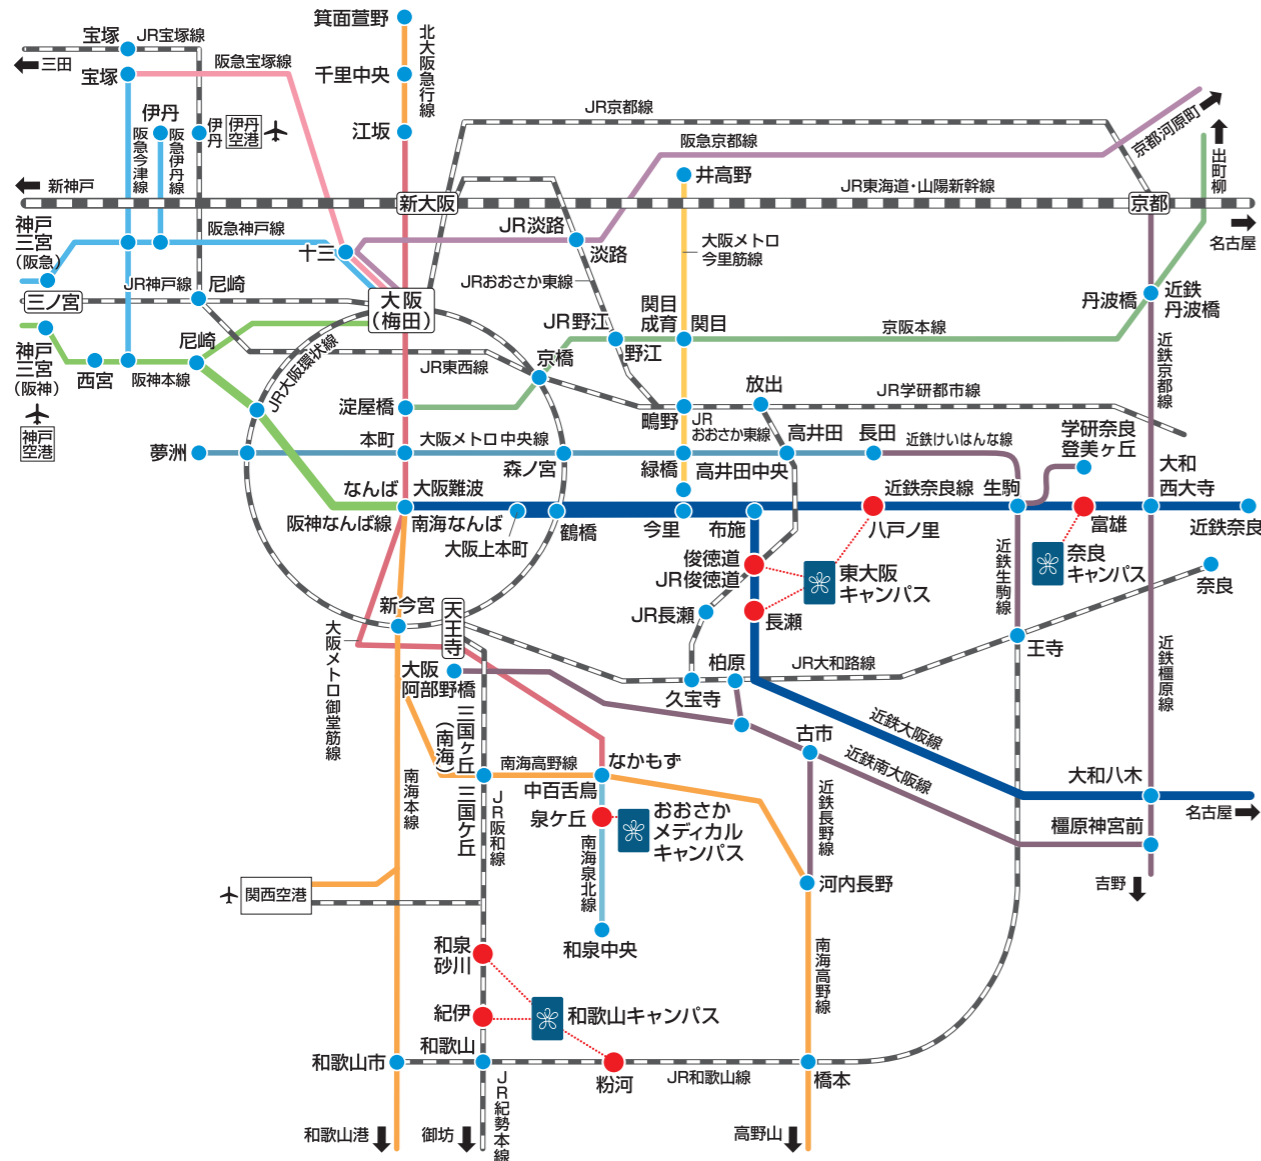 箕面萱野
北大阪急行線
千里中央
江坂
宝塚
JR宝塚線
三田
宝塚
阪急宝塚線
伊丹
阪急今津線
阪急伊丹線
伊丹
伊丹
空港
JR京都線
阪急京都線
京都河原町
出町柳
新神戸
新大阪
JR東海道・山陽新幹線
京都
名古屋
井高野
大阪メトロ
今里筋線
神戸
三宮
(阪急)
阪急神戸線
十三
JR淡路
淡路
JRおおさか東線
三ノ宮
JR神戸線
尼崎
大阪
(梅田)
丹波橋
近鉄
丹波橋
神戸
三宮
(阪神)
神戸
空港
西宮
阪神本線
尼崎
JR大阪環状線
JR東西線
京橋
JR野江
野江
関目
成育
関目
京阪本線
近鉄京都線
淀屋橋
鴫野
JR
おおさか東線
放出
JR学研都市線
夢洲
本町
大阪メトロ中央線
森ノ宮
緑橋
高井田
高井田中央
長田
近鉄けいはんな線
学研奈良
登美ヶ丘
なんば
大阪難波
阪神なんば線
南海なんば
大阪上本町
鶴橋
今里
布施
近鉄奈良線
八戸ノ里
生駒
富雄
大和
西大寺
近鉄奈良
俊徳道
JR俊徳道
東大阪
キャンパス
奈良
キャンパス
近鉄生駒線
奈良
JR長瀬
長瀬
新今宮
天王寺
王寺
大阪
阿部野橋
柏原
久宝寺
JR大和路線
近鉄橿原線
大阪メトロ御堂筋線
三国ヶ丘
(南海)
南海高野線
なかもず
中百舌鳥
古市
近鉄大阪線
近鉄南大阪線
大和八木
名古屋
南海本線
三国ケ丘
JR阪和線
泉ケ丘
おおさか
メディカル
キャンパス
南海泉北線
近鉄長野線
橿原神宮前
吉野
関西空港
河内長野
和泉中央
和泉
砂川
紀伊
和歌山キャンパス
南海高野線
和歌山市
和歌山
粉河
JR和歌山線
橋本
和歌山港
御坊
JR紀勢本線
高野山